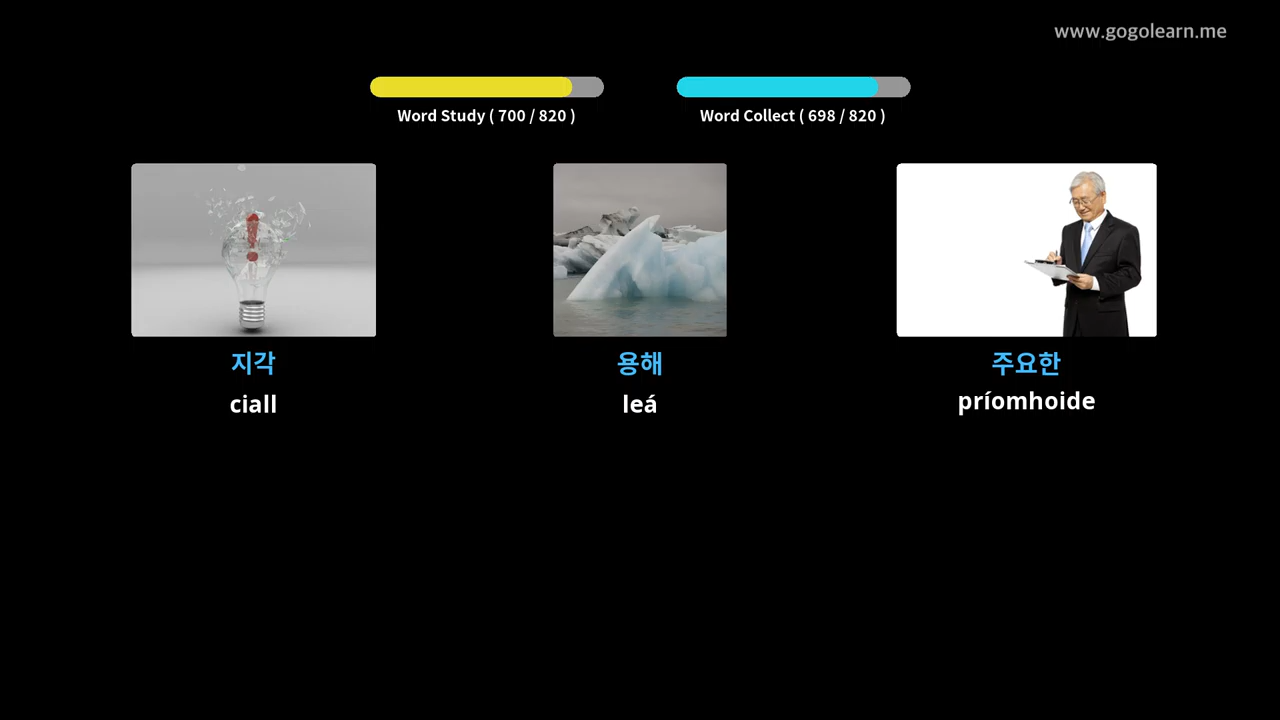 www.gogolearn.me
Word Study ( 700 / 820 )
Word Collect ( 698 / 820 )
지각
용해
주요한
ciall
leá
príomhoide